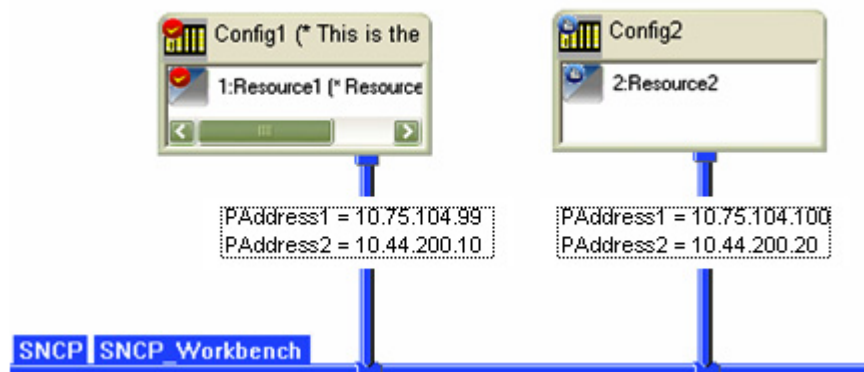 Config1 (* This is the
1:Resource1 (* Resource
PAddress1 = 10.75.104.99
PAddress2 = 10.44.200.10
Config2
2:Resource2
PAddress1 = 10.75.104.100
PAddress2 = 10.44.200.20
SNCP SNCP_Workbench